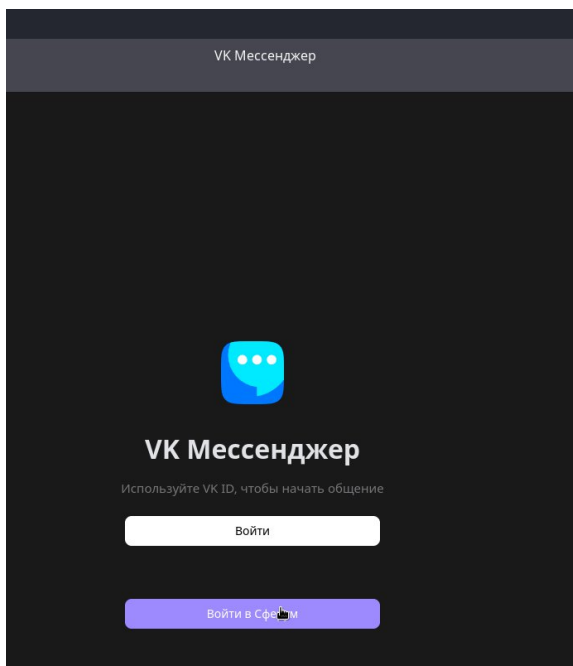 VK Мессенджер
VK Мессенджер
Используйте VK ID, чтобы начать общение
Войти
Войти в